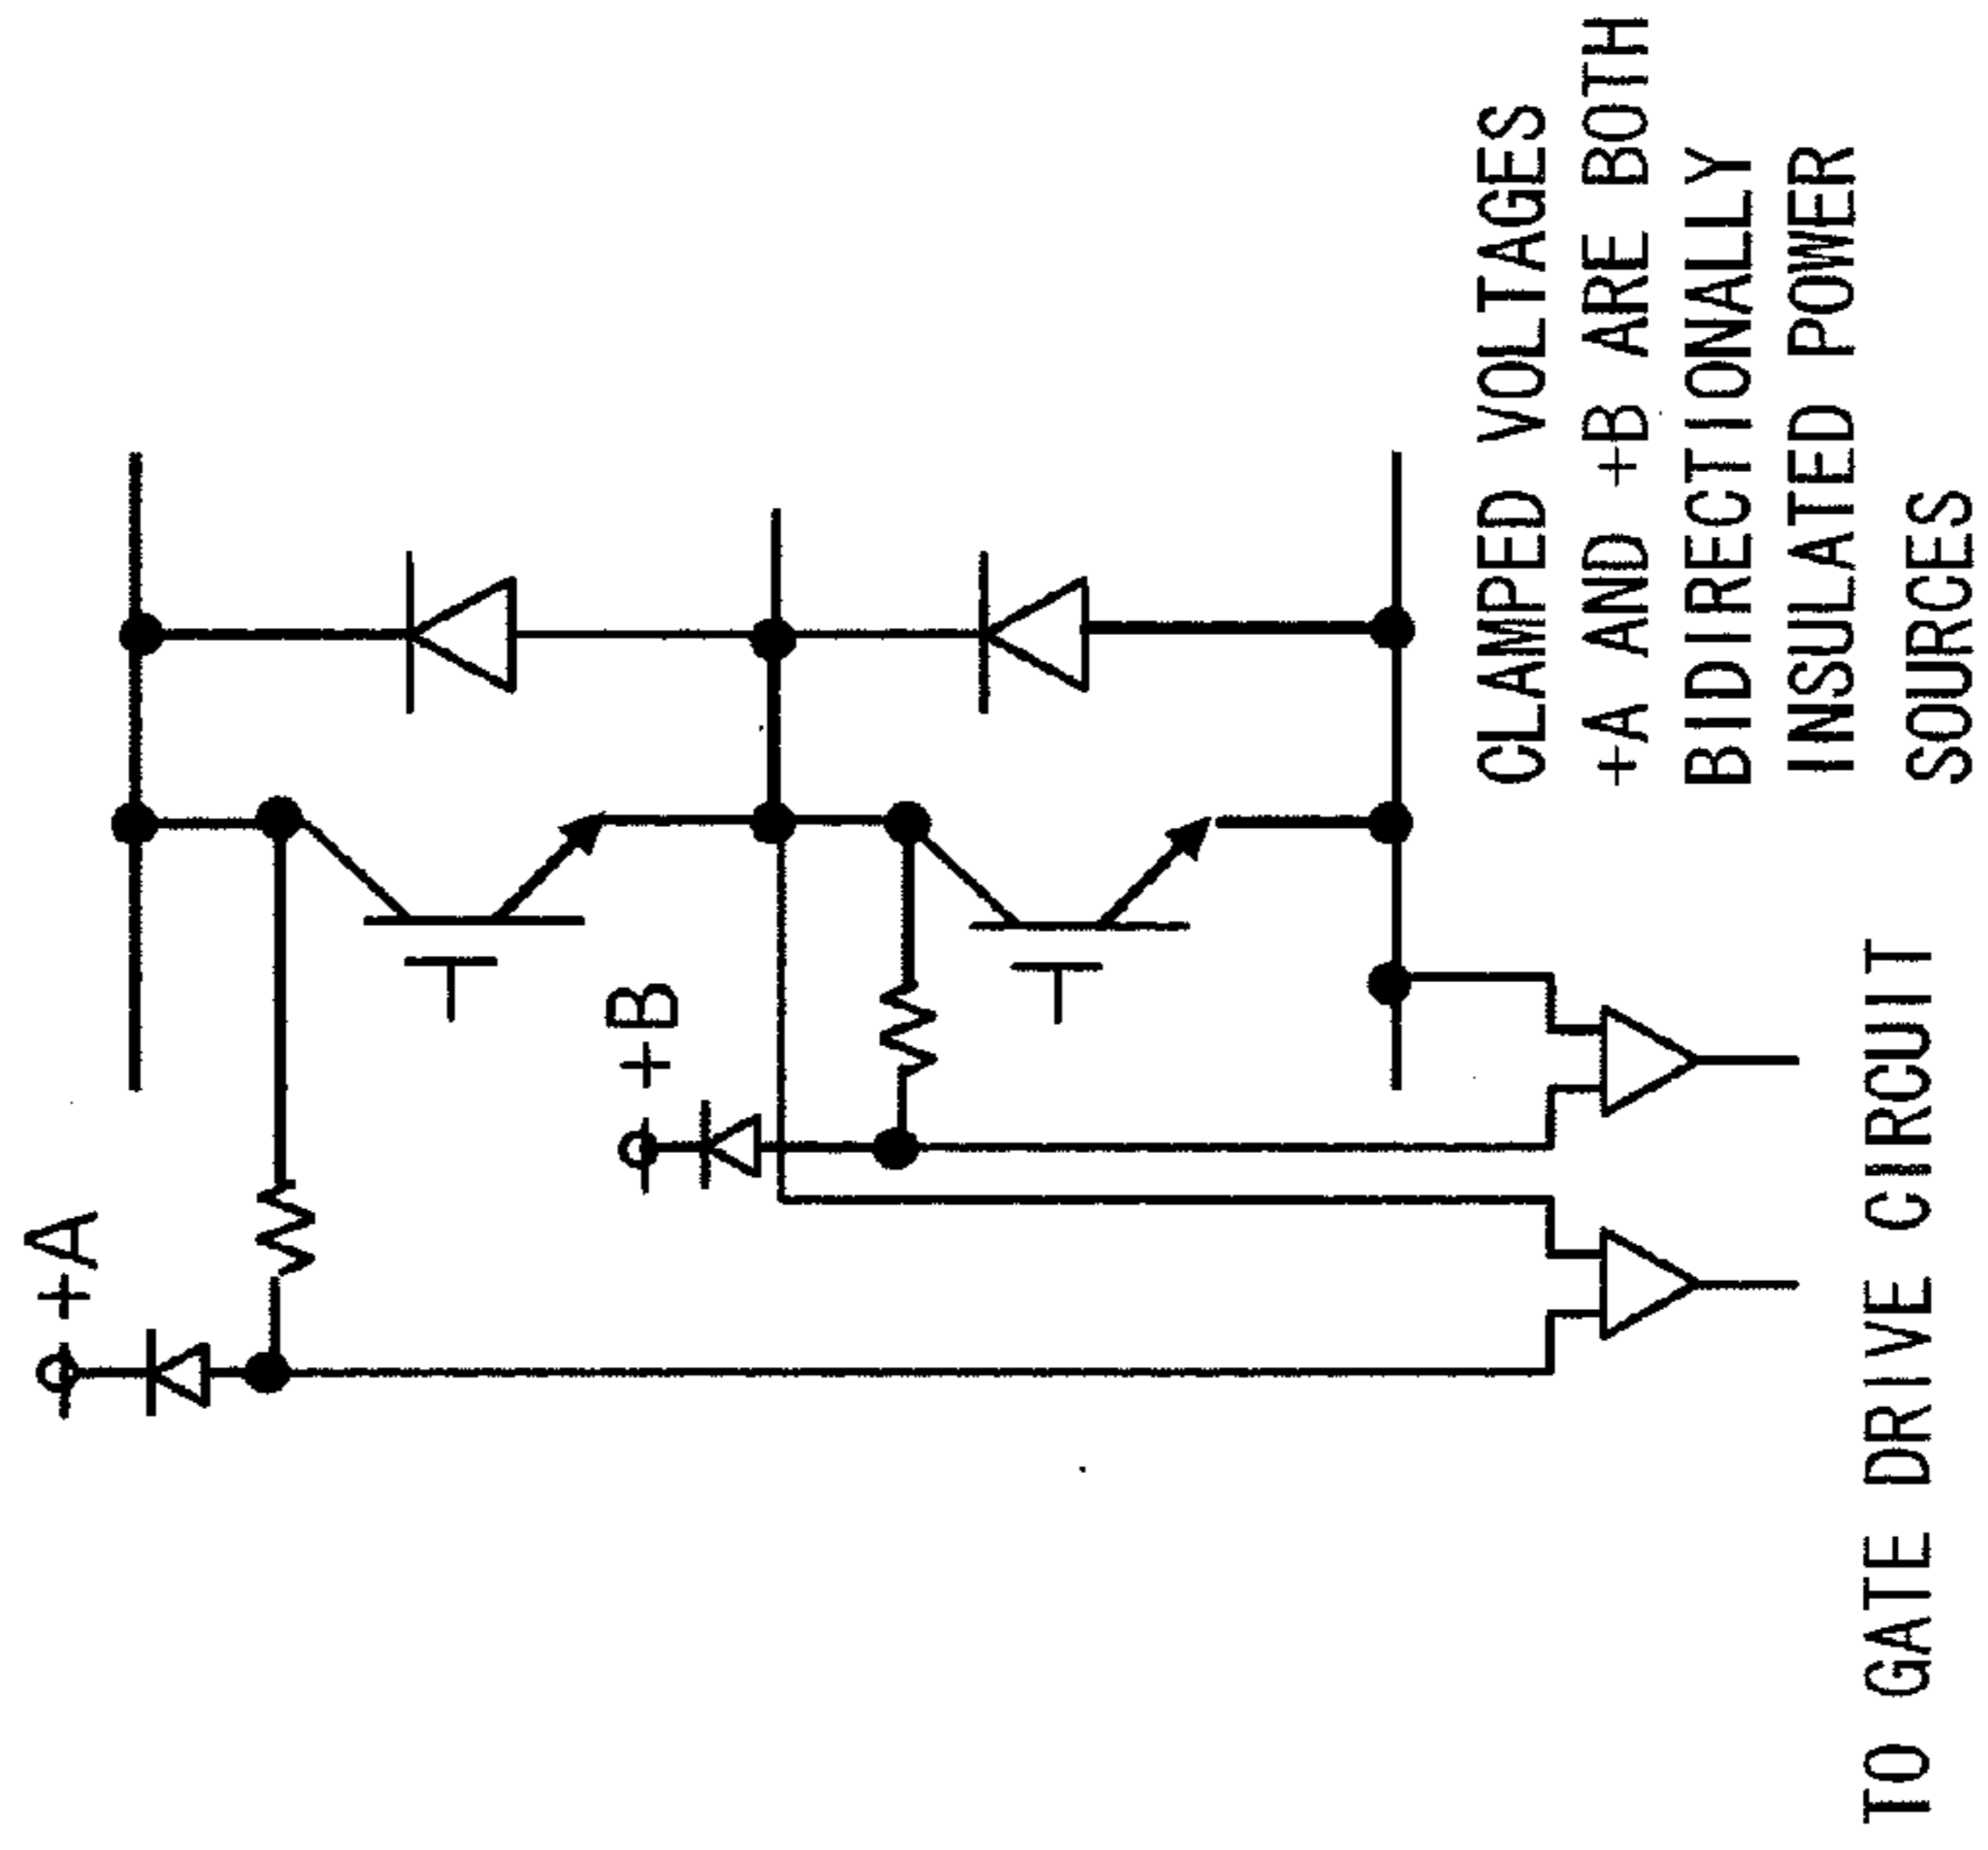 +A
+B
CLAMPED VOLTAGES
+A AND +B ARE BOTH
BIDIRECTIONALLY
INSULATED POWER
SOURCES
TO GATE DRIVE CIRCUIT